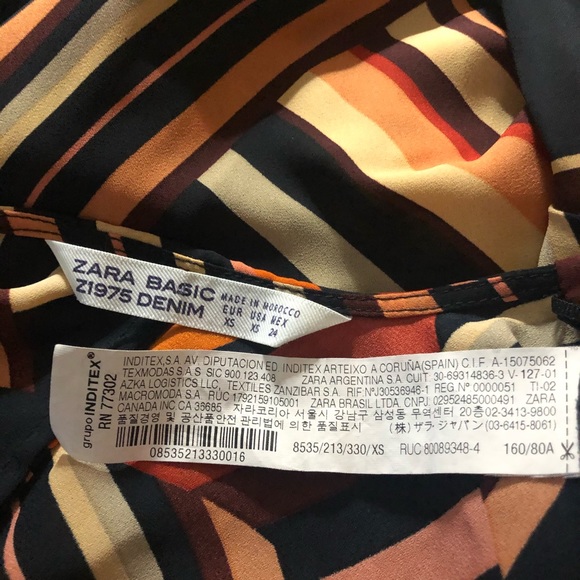 ZARA BASIC
Z1975 DENIM
MADE IN MOROCCO
EUR USA MEX
XS XS 24
grupo INDITEX®
RN 77302
INDITEX,S.A. AV. DIPUTACION ED. INDITEX ARTEIXO A CORUÑA(SPAIN) C.I.F. A-15075062
TEXMODAS S.A.S SIC 900 123 408 ZARA ARGENTINA S.A. CUIT 30-69314836-3 V-127-01
AZKA LOGISTICS LLC, TEXTILES ZANZIBAR S.A. RIF Nº J30536946-1 REG.Nº 0000051 TI-02
MACROMODA S.A. RUC 1792159105001 ZARA BRASIL LTDA. CNPJ. 02952485000491 ZARA
CANADA INC CA 36685 자라코리아 서울시 강남구 삼성동 무역센타 20층 02-3413-9800
품질경영 및 공산품안전 관리법에 의한 품질표시 (株) ザラ ジャパン (03-6415-8061)
08535213330016 8535/213/330/XS RUC 80089348-4 160/80A